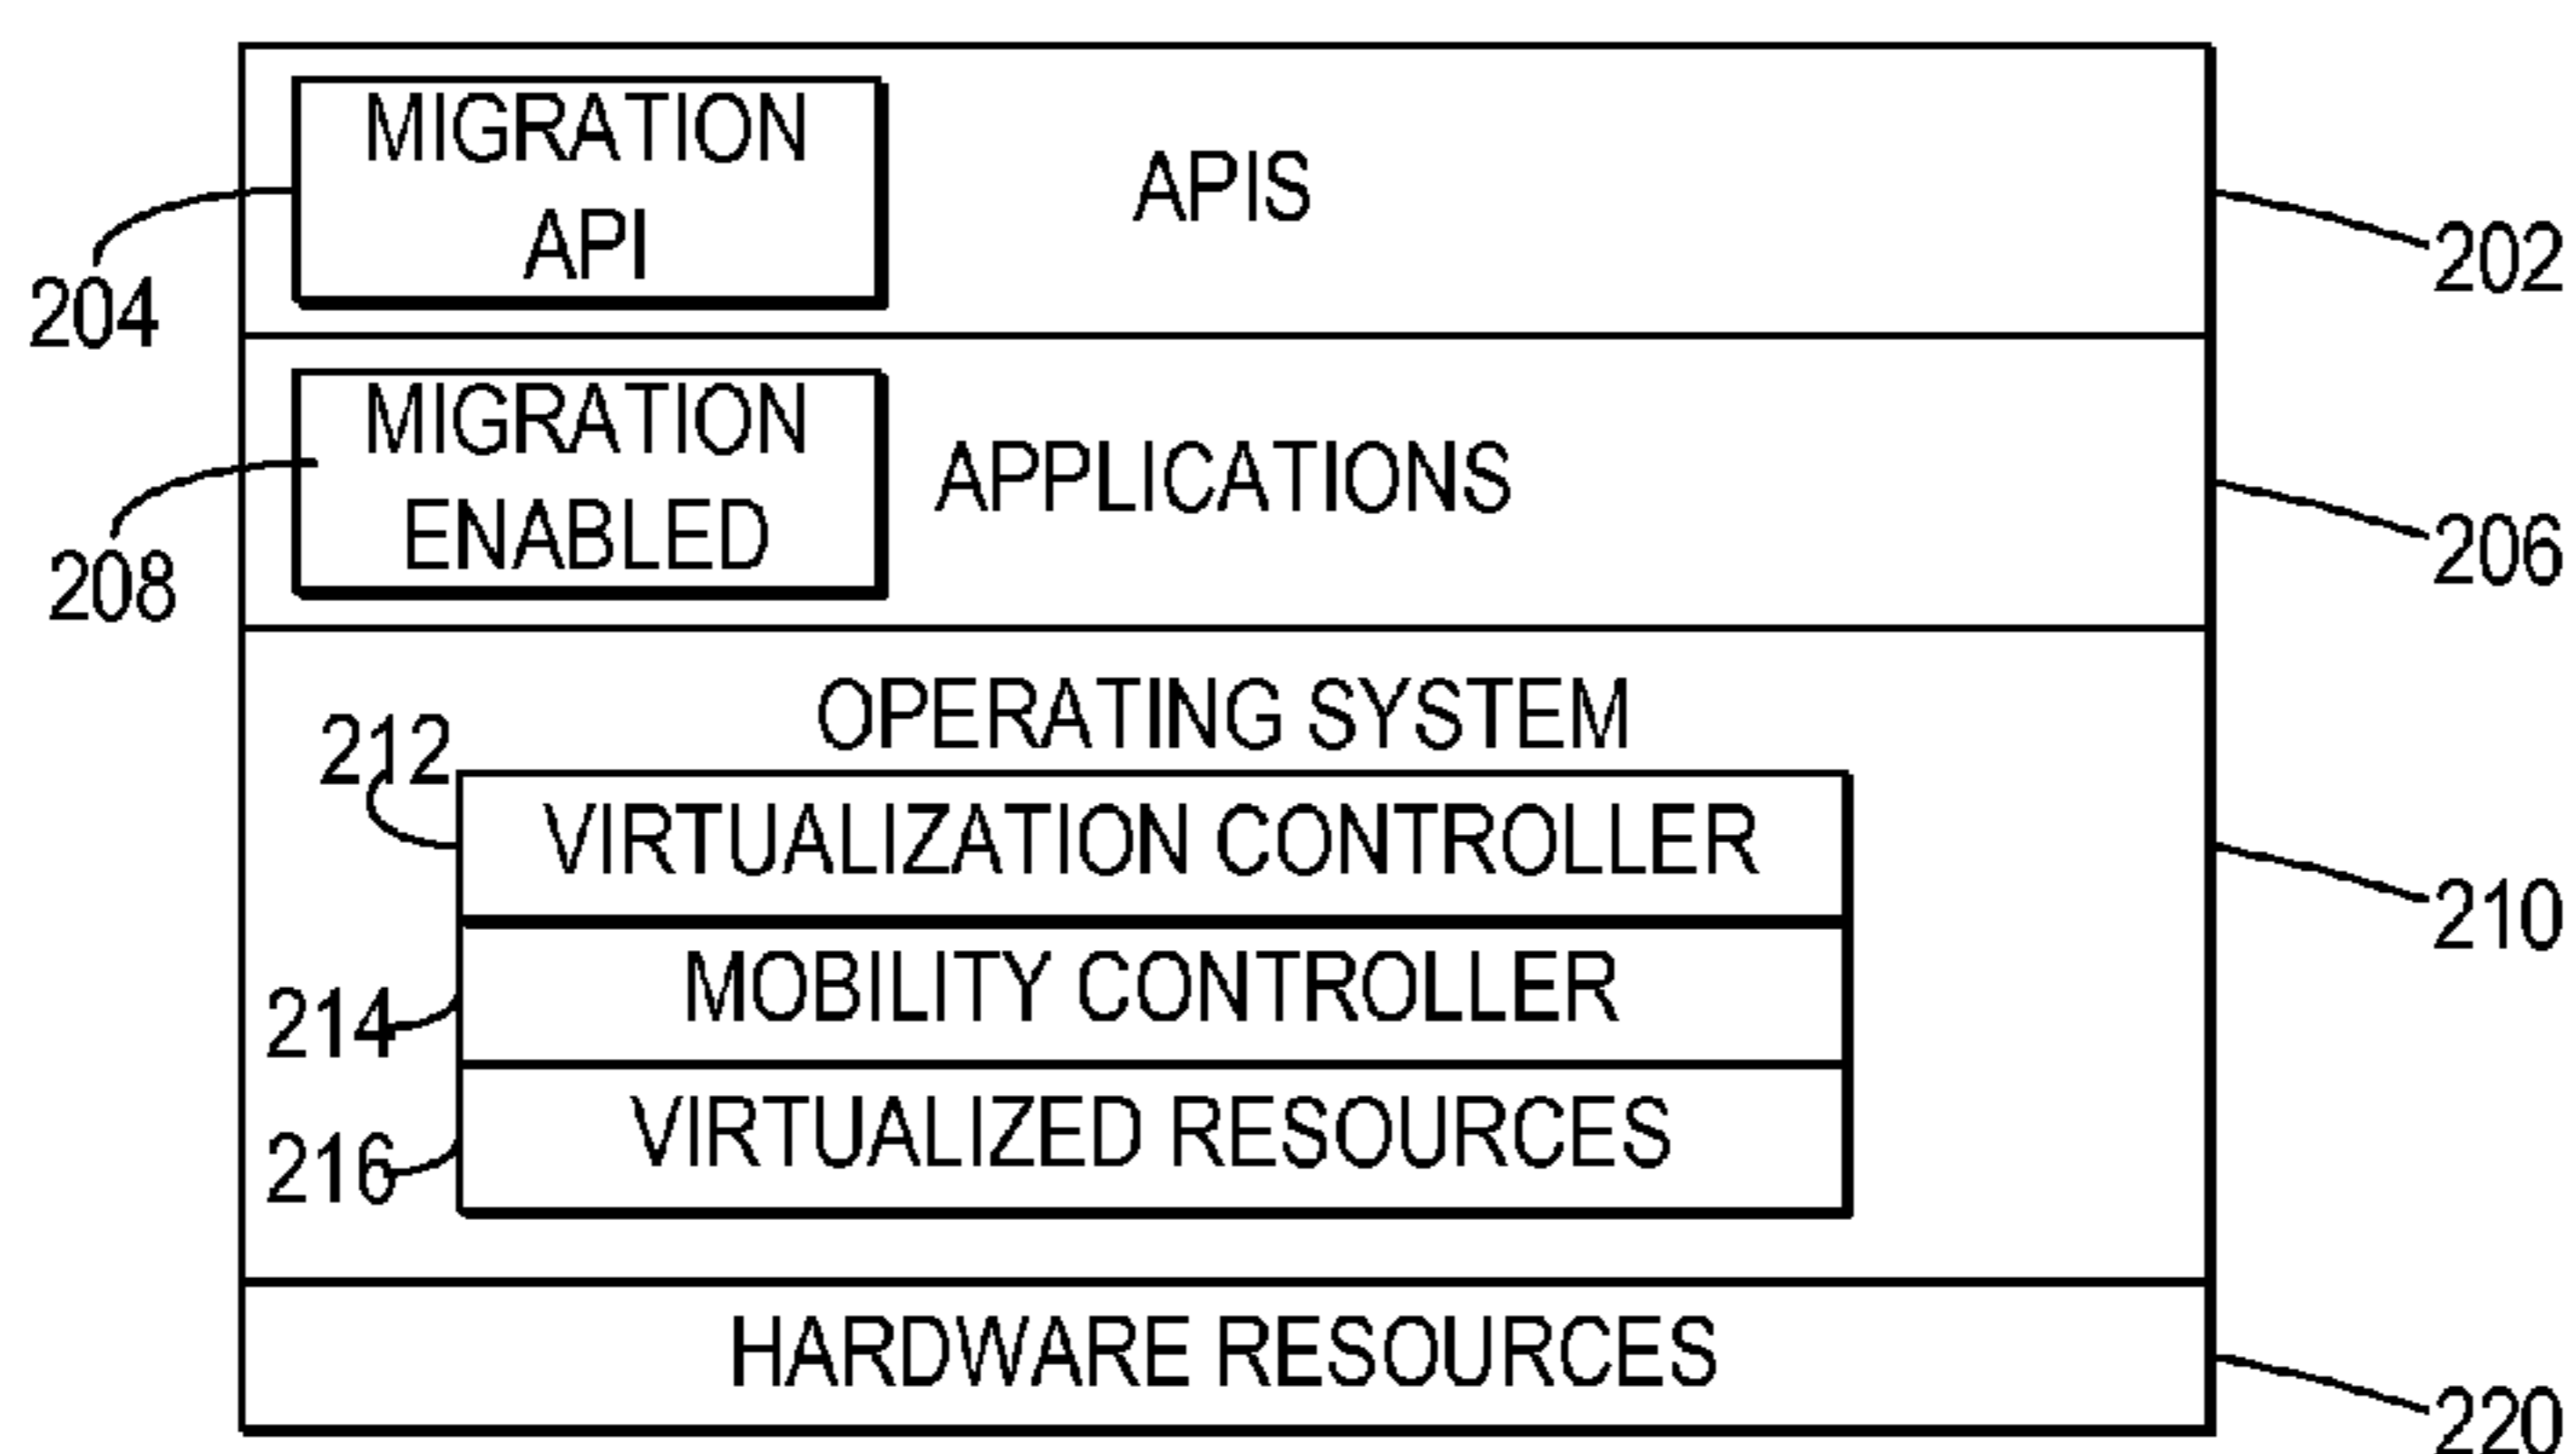 MIGRATION
API
APIS
204
202
MIGRATION
ENABLED
APPLICATIONS
208
206
OPERATING SYSTEM
212
VIRTUALIZATION CONTROLLER
210
MOBILITY CONTROLLER
214
VIRTUALIZED RESOURCES
216
HARDWARE RESOURCES
220